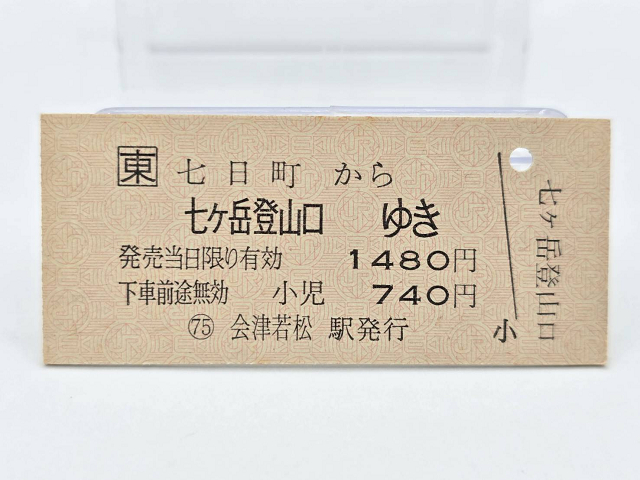 東 七日町 から
七ヶ岳登山口 ゆき
発売当日限り有効 1480円
下車前途無効 小児 740円
75 会津若松 駅発行
七ヶ岳登山口
小